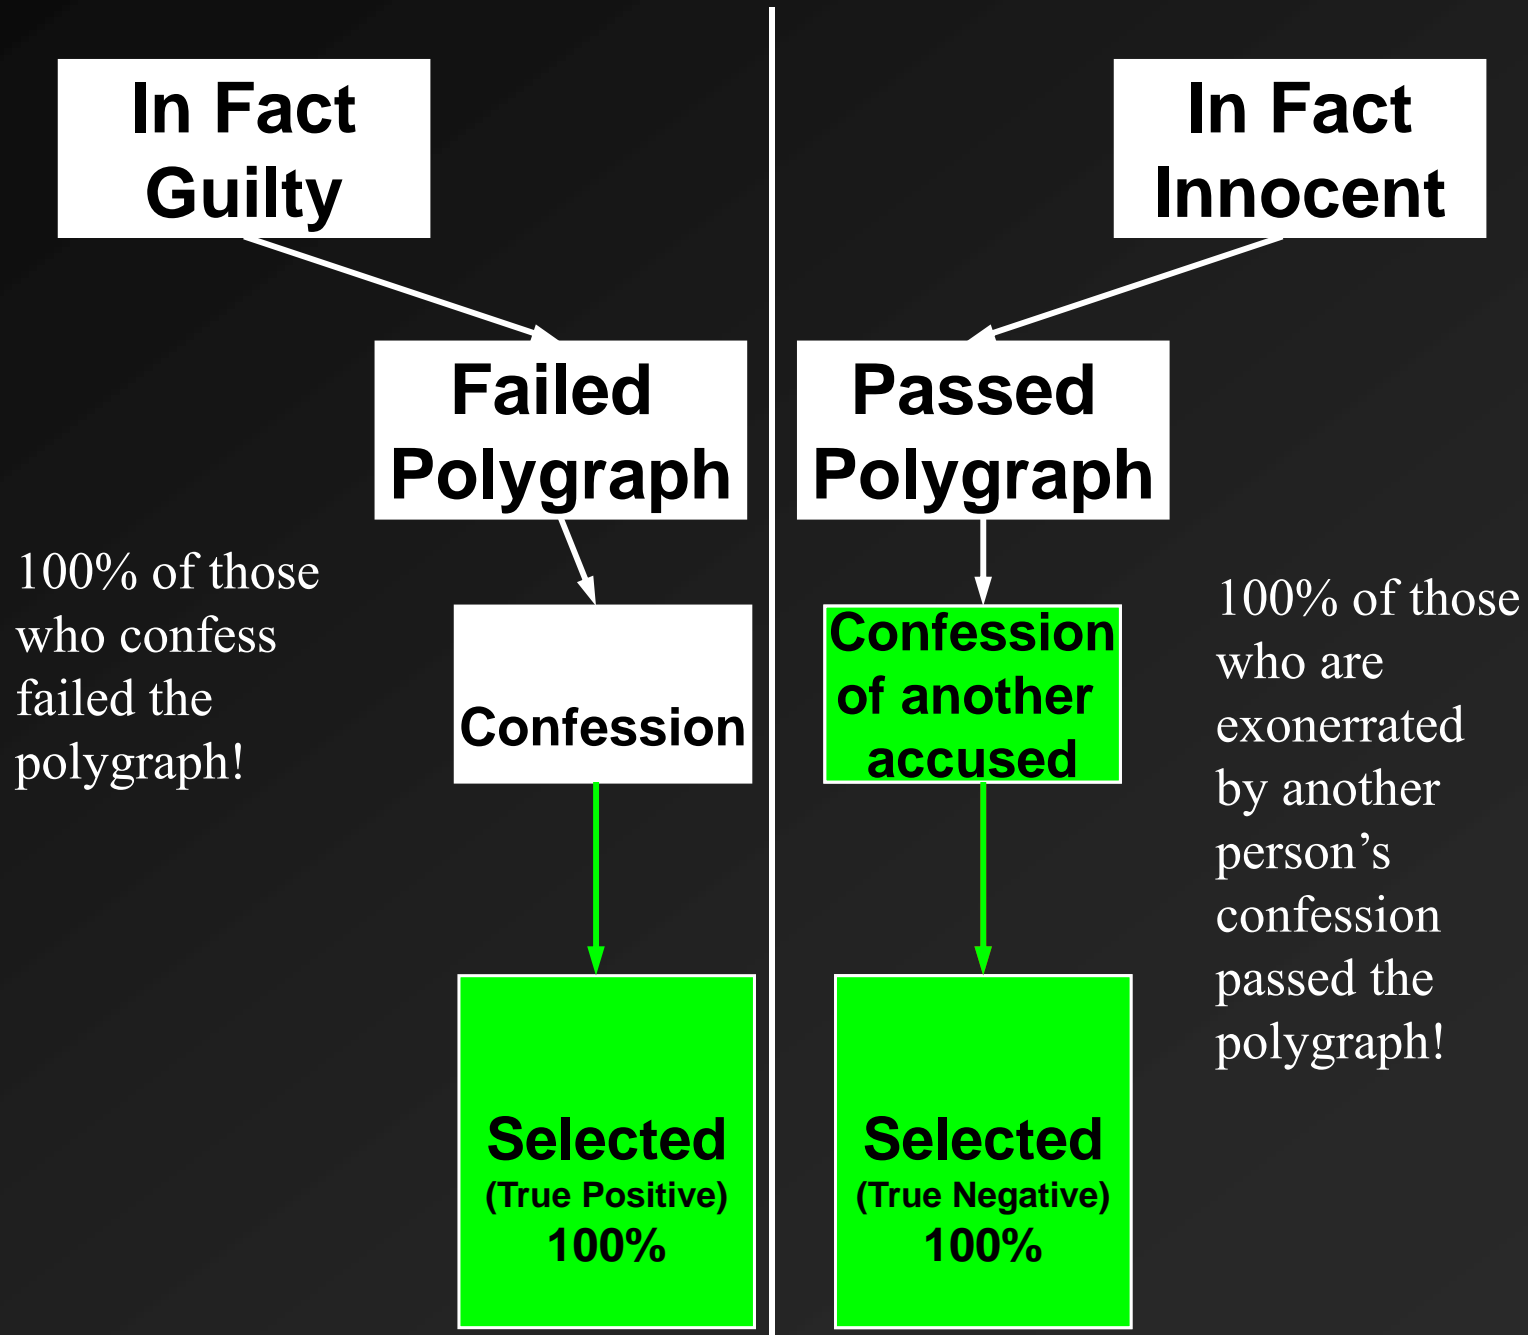 In Fact
Guilty
In Fact
Innocent
Failed
Polygraph
Passed
Polygraph
100% of those
who confess
failed the
polygraph!
Confession
Confession
of another
accused
100% of those
who are
exonerrated
by another
person’s
confession
passed the
polygraph!
Selected
(True Positive)
100%
Selected
(True Negative)
100%